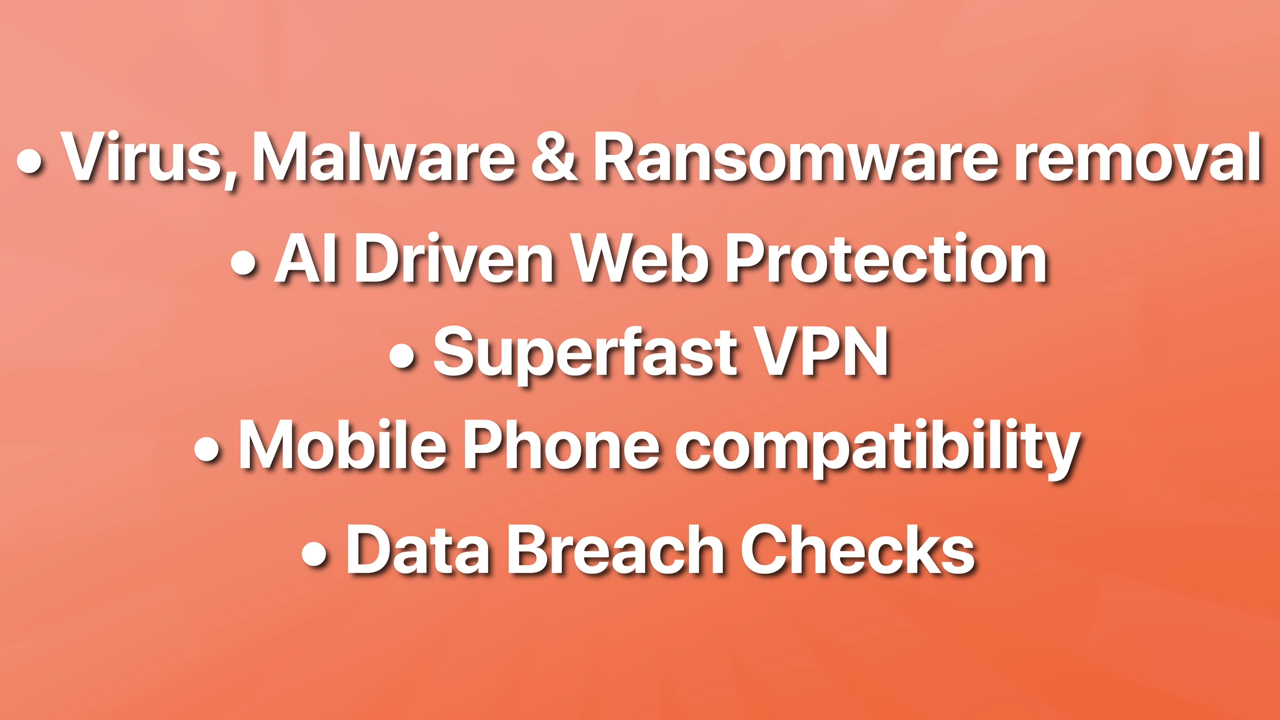 • Virus, Malware & Ransomware removal
• AI Driven Web Protection
• Superfast VPN
• Mobile Phone compatibility
• Data Breach Checks